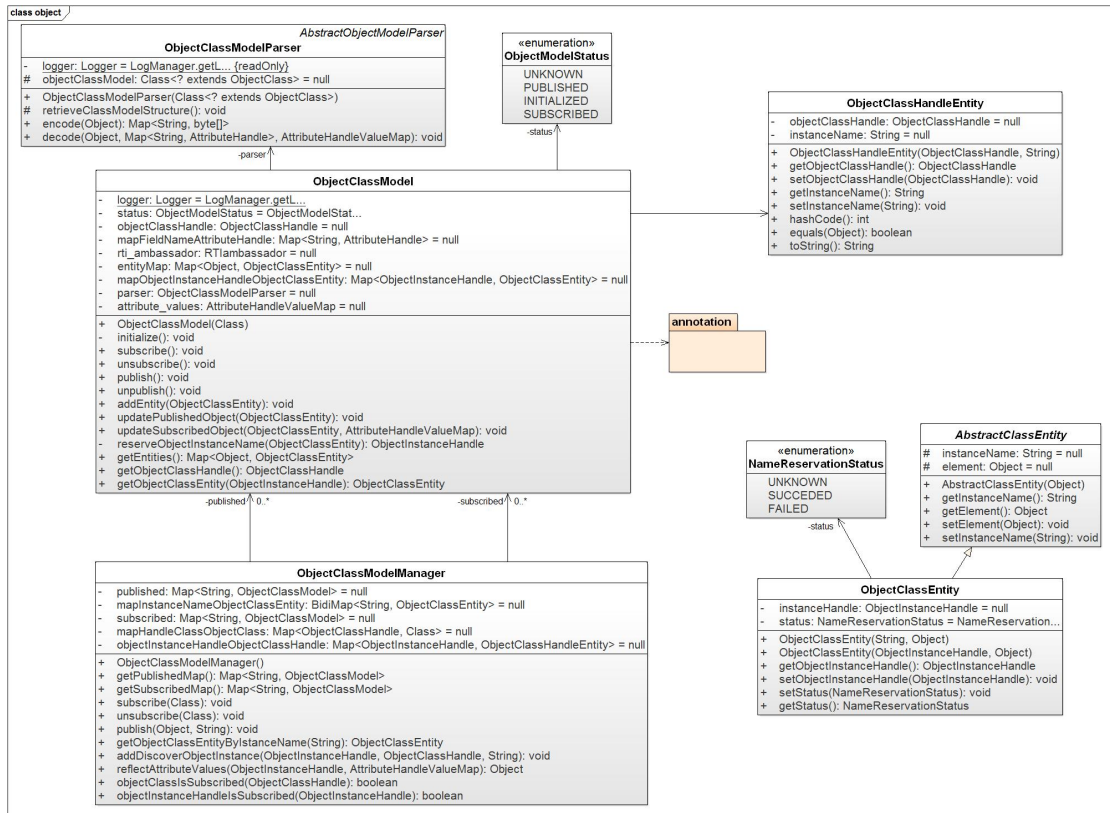 class object
AbstractObjectModelParser
ObjectClassModelParser
- logger: Logger = LogManager.getL... {readOnly}
# objectClassModel: Class<? extends ObjectClass> = null
+ ObjectClassModelParser(Class<? extends ObjectClass>)
# retrieveClassModelStructure(): void
+ encode(Object): Map<String, byte[]>
+ decode(Object, Map<String, AttributeHandle>, AttributeHandleValueMap): void
-parser
«enumeration»
ObjectModelStatus
UNKNOWN
PUBLISHED
INITIALIZED
SUBSCRIBED
-status
ObjectClassHandleEntity
- objectClassHandle: ObjectClassHandle = null
- instanceName: String = null
+ ObjectClassHandleEntity(ObjectClassHandle, String)
+ getObjectClassHandle(): ObjectClassHandle
+ setObjectClassHandle(ObjectClassHandle): void
+ getInstanceName(): String
+ setInstanceName(String): void
+ hashCode(): int
+ equals(Object): boolean
+ toString(): String
ObjectClassModel
- logger: Logger = LogManager.getL...
- status: ObjectModelStatus = ObjectModelStat...
- objectClassHandle: ObjectClassHandle = null
- mapFieldNameAttributeHandle: Map<String, AttributeHandle> = null
- rti_ambassador: RTIambassador = null
- entityMap: Map<Object, ObjectClassEntity> = null
- mapObjectInstanceHandleObjectClassEntity: Map<ObjectInstanceHandle, ObjectClassEntity> = null
- parser: ObjectClassModelParser = null
- attribute_values: AttributeHandleValueMap = null
+ ObjectClassModel(Class)
- initialize(): void
+ subscribe(): void
+ unsubscribe(): void
+ publish(): void
+ unpublish(): void
+ addEntity(ObjectClassEntity): void
+ updatePublishedObject(ObjectClassEntity): void
+ updateSubscribedObject(ObjectClassEntity, AttributeHandleValueMap): void
- reserveObjectInstanceName(ObjectClassEntity): ObjectInstanceHandle
+ getEntities(): Map<Object, ObjectClassEntity>
+ getObjectClassHandle(): ObjectClassHandle
+ getObjectClassEntity(ObjectInstanceHandle): ObjectClassEntity
annotation
-published 0..*
-subscribed 0..*
«enumeration»
NameReservationStatus
UNKNOWN
SUCCEDED
FAILED
-status
AbstractClassEntity
# instanceName: String = null
# element: Object = null
+ AbstractClassEntity(Object)
+ getInstanceName(): String
+ getElement(): Object
+ setElement(Object): void
+ setInstanceName(String): void
ObjectClassModelManager
- published: Map<String, ObjectClassModel> = null
- mapInstanceNameObjectClassEntity: BidiMap<String, ObjectClassEntity> = null
- subscribed: Map<String, ObjectClassModel> = null
- mapHandleClassObjectClass: Map<ObjectClassHandle, Class> = null
- objectInstanceHandleObjectClassHandle: Map<ObjectInstanceHandle, ObjectClassHandleEntity> = null
+ ObjectClassModelManager()
+ getPublishedMap(): Map<String, ObjectClassModel>
+ getSubscribedMap(): Map<String, ObjectClassModel>
+ subscribe(Class): void
+ unsubscribe(Class): void
+ publish(Object, String): void
+ getObjectClassEntityByIstanceName(String): ObjectClassEntity
+ addDiscoverObjectInstance(ObjectInstanceHandle, ObjectClassHandle, String): void
+ reflectAttributeValues(ObjectInstanceHandle, AttributeHandleValueMap): Object
+ objectClassIsSubscribed(ObjectClassHandle): boolean
+ objectInstanceHandleIsSubscribed(ObjectInstanceHandle): boolean
ObjectClassEntity
- instanceHandle: ObjectInstanceHandle = null
- status: NameReservationStatus = NameReservation...
+ ObjectClassEntity(String, Object)
+ ObjectClassEntity(ObjectInstanceHandle, Object)
+ getObjectInstanceHandle(): ObjectInstanceHandle
+ setObjectInstanceHandle(ObjectInstanceHandle): void
+ setStatus(NameReservationStatus): void
+ getStatus(): NameReservationStatus